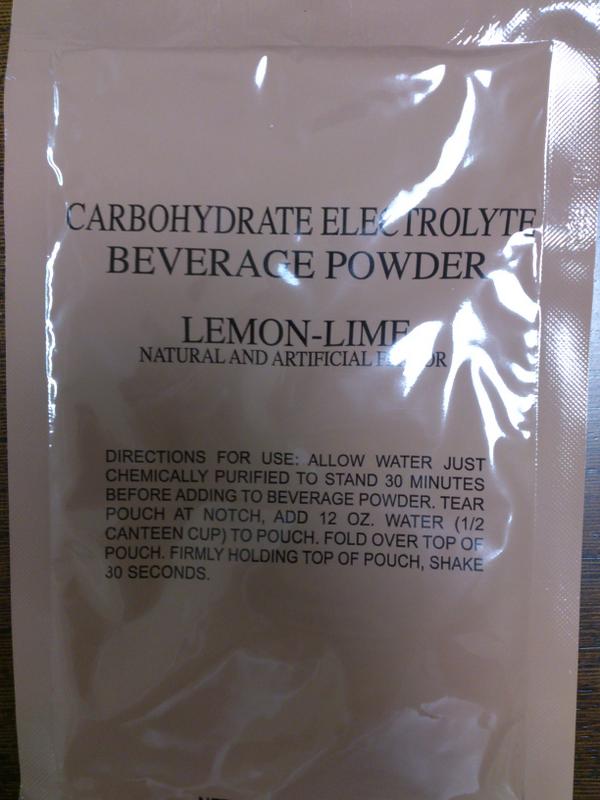 CARBOHYDRATE ELECTROLYTE
BEVERAGE POWDER
LEMON-LIME
NATURAL AND ARTIFICIAL FLAVOR
DIRECTIONS FOR USE: ALLOW WATER JUST
CHEMICALLY PURIFIED TO STAND 30 MINUTES
BEFORE ADDING TO BEVERAGE POWDER. TEAR
POUCH AT NOTCH, ADD 12 OZ. WATER (1/2
CANTEEN CUP) TO POUCH. FOLD OVER TOP OF
POUCH. FIRMLY HOLDING TOP OF POUCH, SHAKE
30 SECONDS.